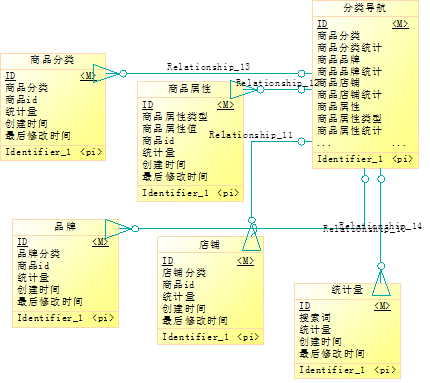 分类导航
ID <M>
商品分类
商品分类统计
商品品牌
商品品牌统计
商品店铺
商品店铺统计
商品属性
商品属性类型
商品属性统计
... ...
Identifier_1 <pi>
商品分类
ID <M>
商品分类
商品id
统计量
创建时间
最后修改时间
Identifier_1 <pi>
Relationship_13
商品属性
ID <M>
商品属性类型
商品属性值
商品id
统计量
创建时间
最后修改时间
Identifier_1 <pi>
Relationship_12
Relationship_11
品牌
ID <M>
品牌分类
商品id
统计量
创建时间
最后修改时间
Identifier_1 <pi>
店铺
ID <M>
店铺分类
商品id
统计量
创建时间
最后修改时间
Identifier_1 <pi>
Relationship_14
统计量
ID <M>
搜索词
统计量
创建时间
最后修改时间
Identifier_1 <pi>